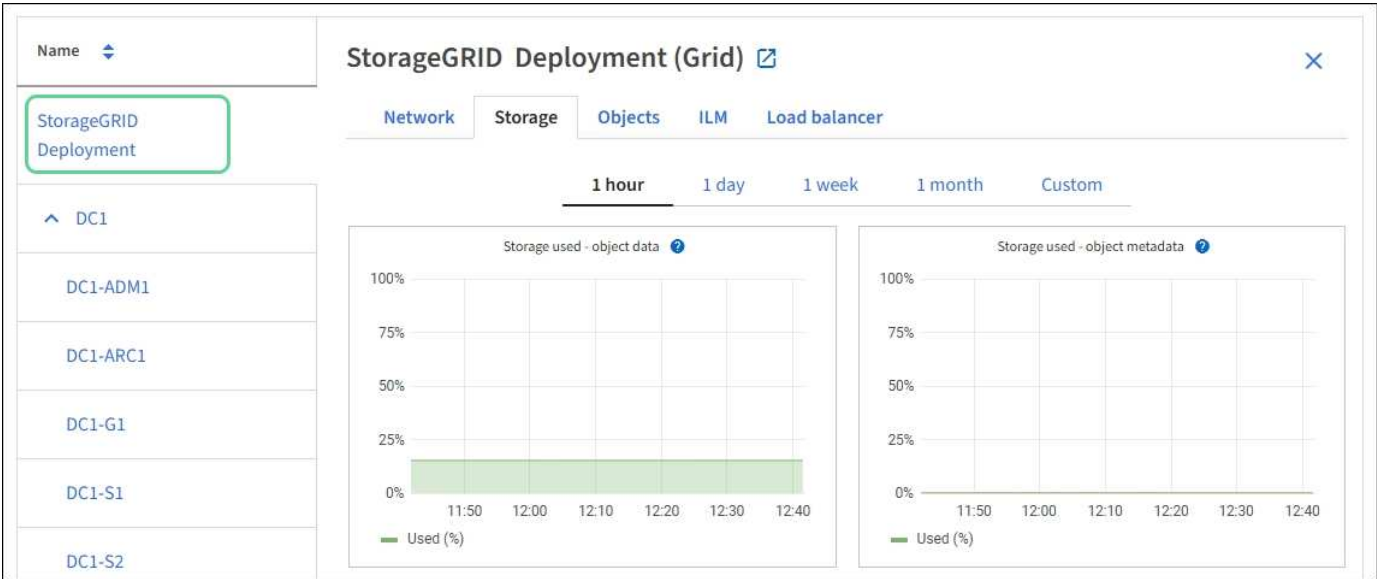 Name
StorageGRID
Deployment
DC1
DC1-ADM1
DC1-ARC1
DC1-G1
DC1-S1
DC1-S2
StorageGRID Deployment (Grid)
Network Storage Objects ILM Load balancer
1 hour 1 day 1 week 1 month Custom
Storage used - object data ?
100%
75%
50%
25%
0%
11:50 12:00 12:10 12:20 12:30 12:40
Used (%)
Storage used - object metadata ?
100%
75%
50%
25%
0%
11:50 12:00 12:10 12:20 12:30 12:40
Used (%)